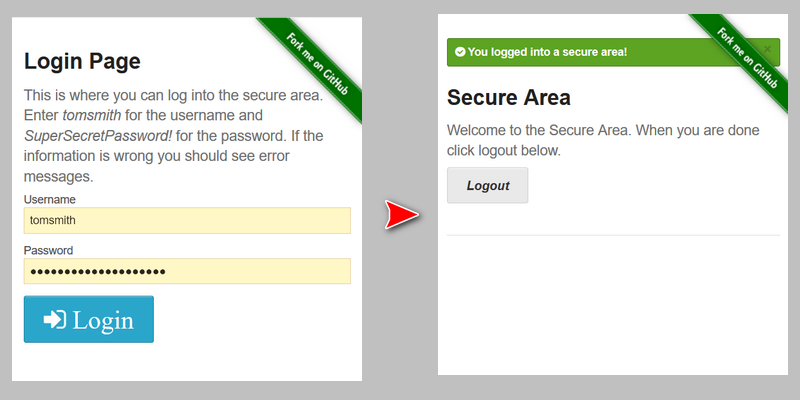 Fork me on GitHub
Login Page
This is where you can log into the secure area.
Enter tomsmith for the username and
SuperSecretPassword! for the password. If the
information is wrong you should see error
messages.
Username
tomsmith
Password
••••••••••••••••••••
Login
Fork me on GitHub
You logged into a secure area!
×
Secure Area
Welcome to the Secure Area. When you are done
click logout below.
Logout